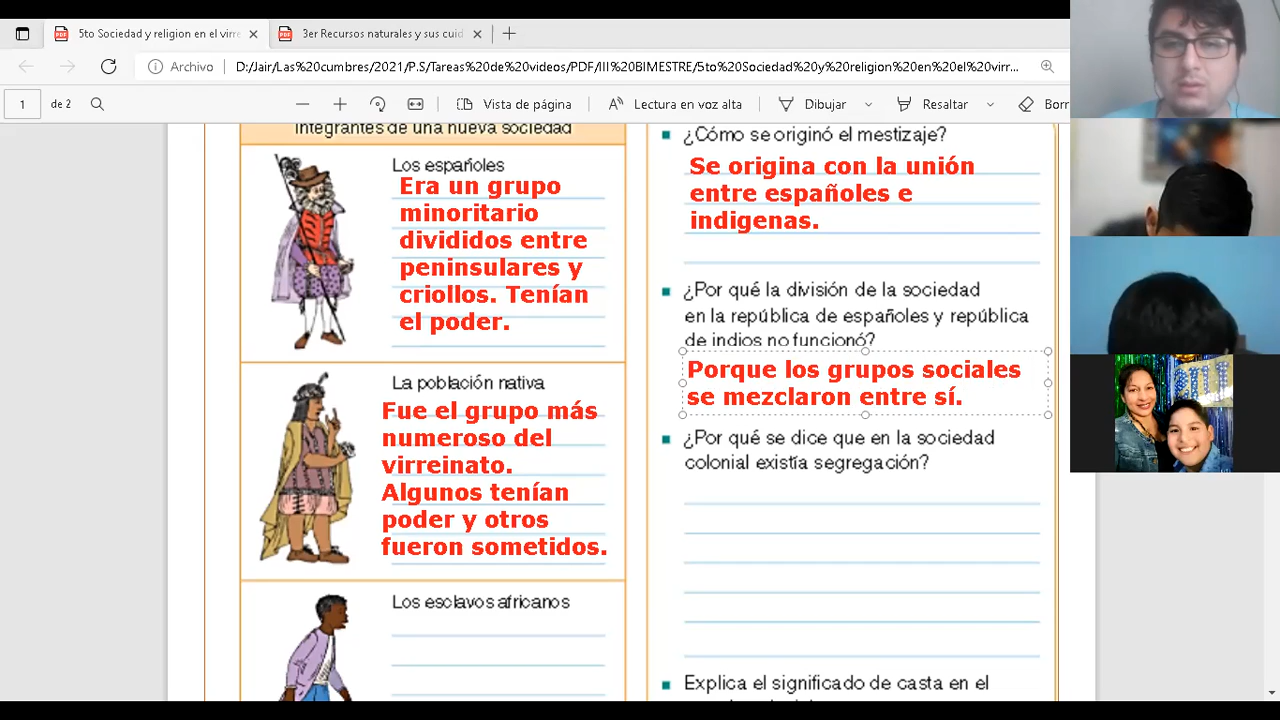 5to Sociedad y religion en el virre
3er Recursos naturales y sus cuid
Archivo
D:/Jair/Las%20cumbres/2021/P.S/Tareas%20de%20videos/PDF/III%20BIMESTRE/5to%20Sociedad%20y%20religion%20en%20el%20virr...
1
de 2
Vista de página
Lectura en voz alta
Dibujar
Resaltar
Borr
Integrantes de una nueva sociedad
Los españoles
Era un grupo
minoritario
divididos entre
peninsulares y
criollos. Tenían
el poder.
La población nativa
Fue el grupo más
numeroso del
virreinato.
Algunos tenían
poder y otros
fueron sometidos.
Los esclavos africanos
¿Cómo se originó el mestizaje?
Se origina con la unión
entre españoles e
indigenas.
¿Por qué la división de la sociedad
en la república de españoles y república
de indios no funcionó?
Porque los grupos sociales
se mezclaron entre sí.
¿Por qué se dice que en la sociedad
colonial existía segregación?
Explica el significado de casta en el